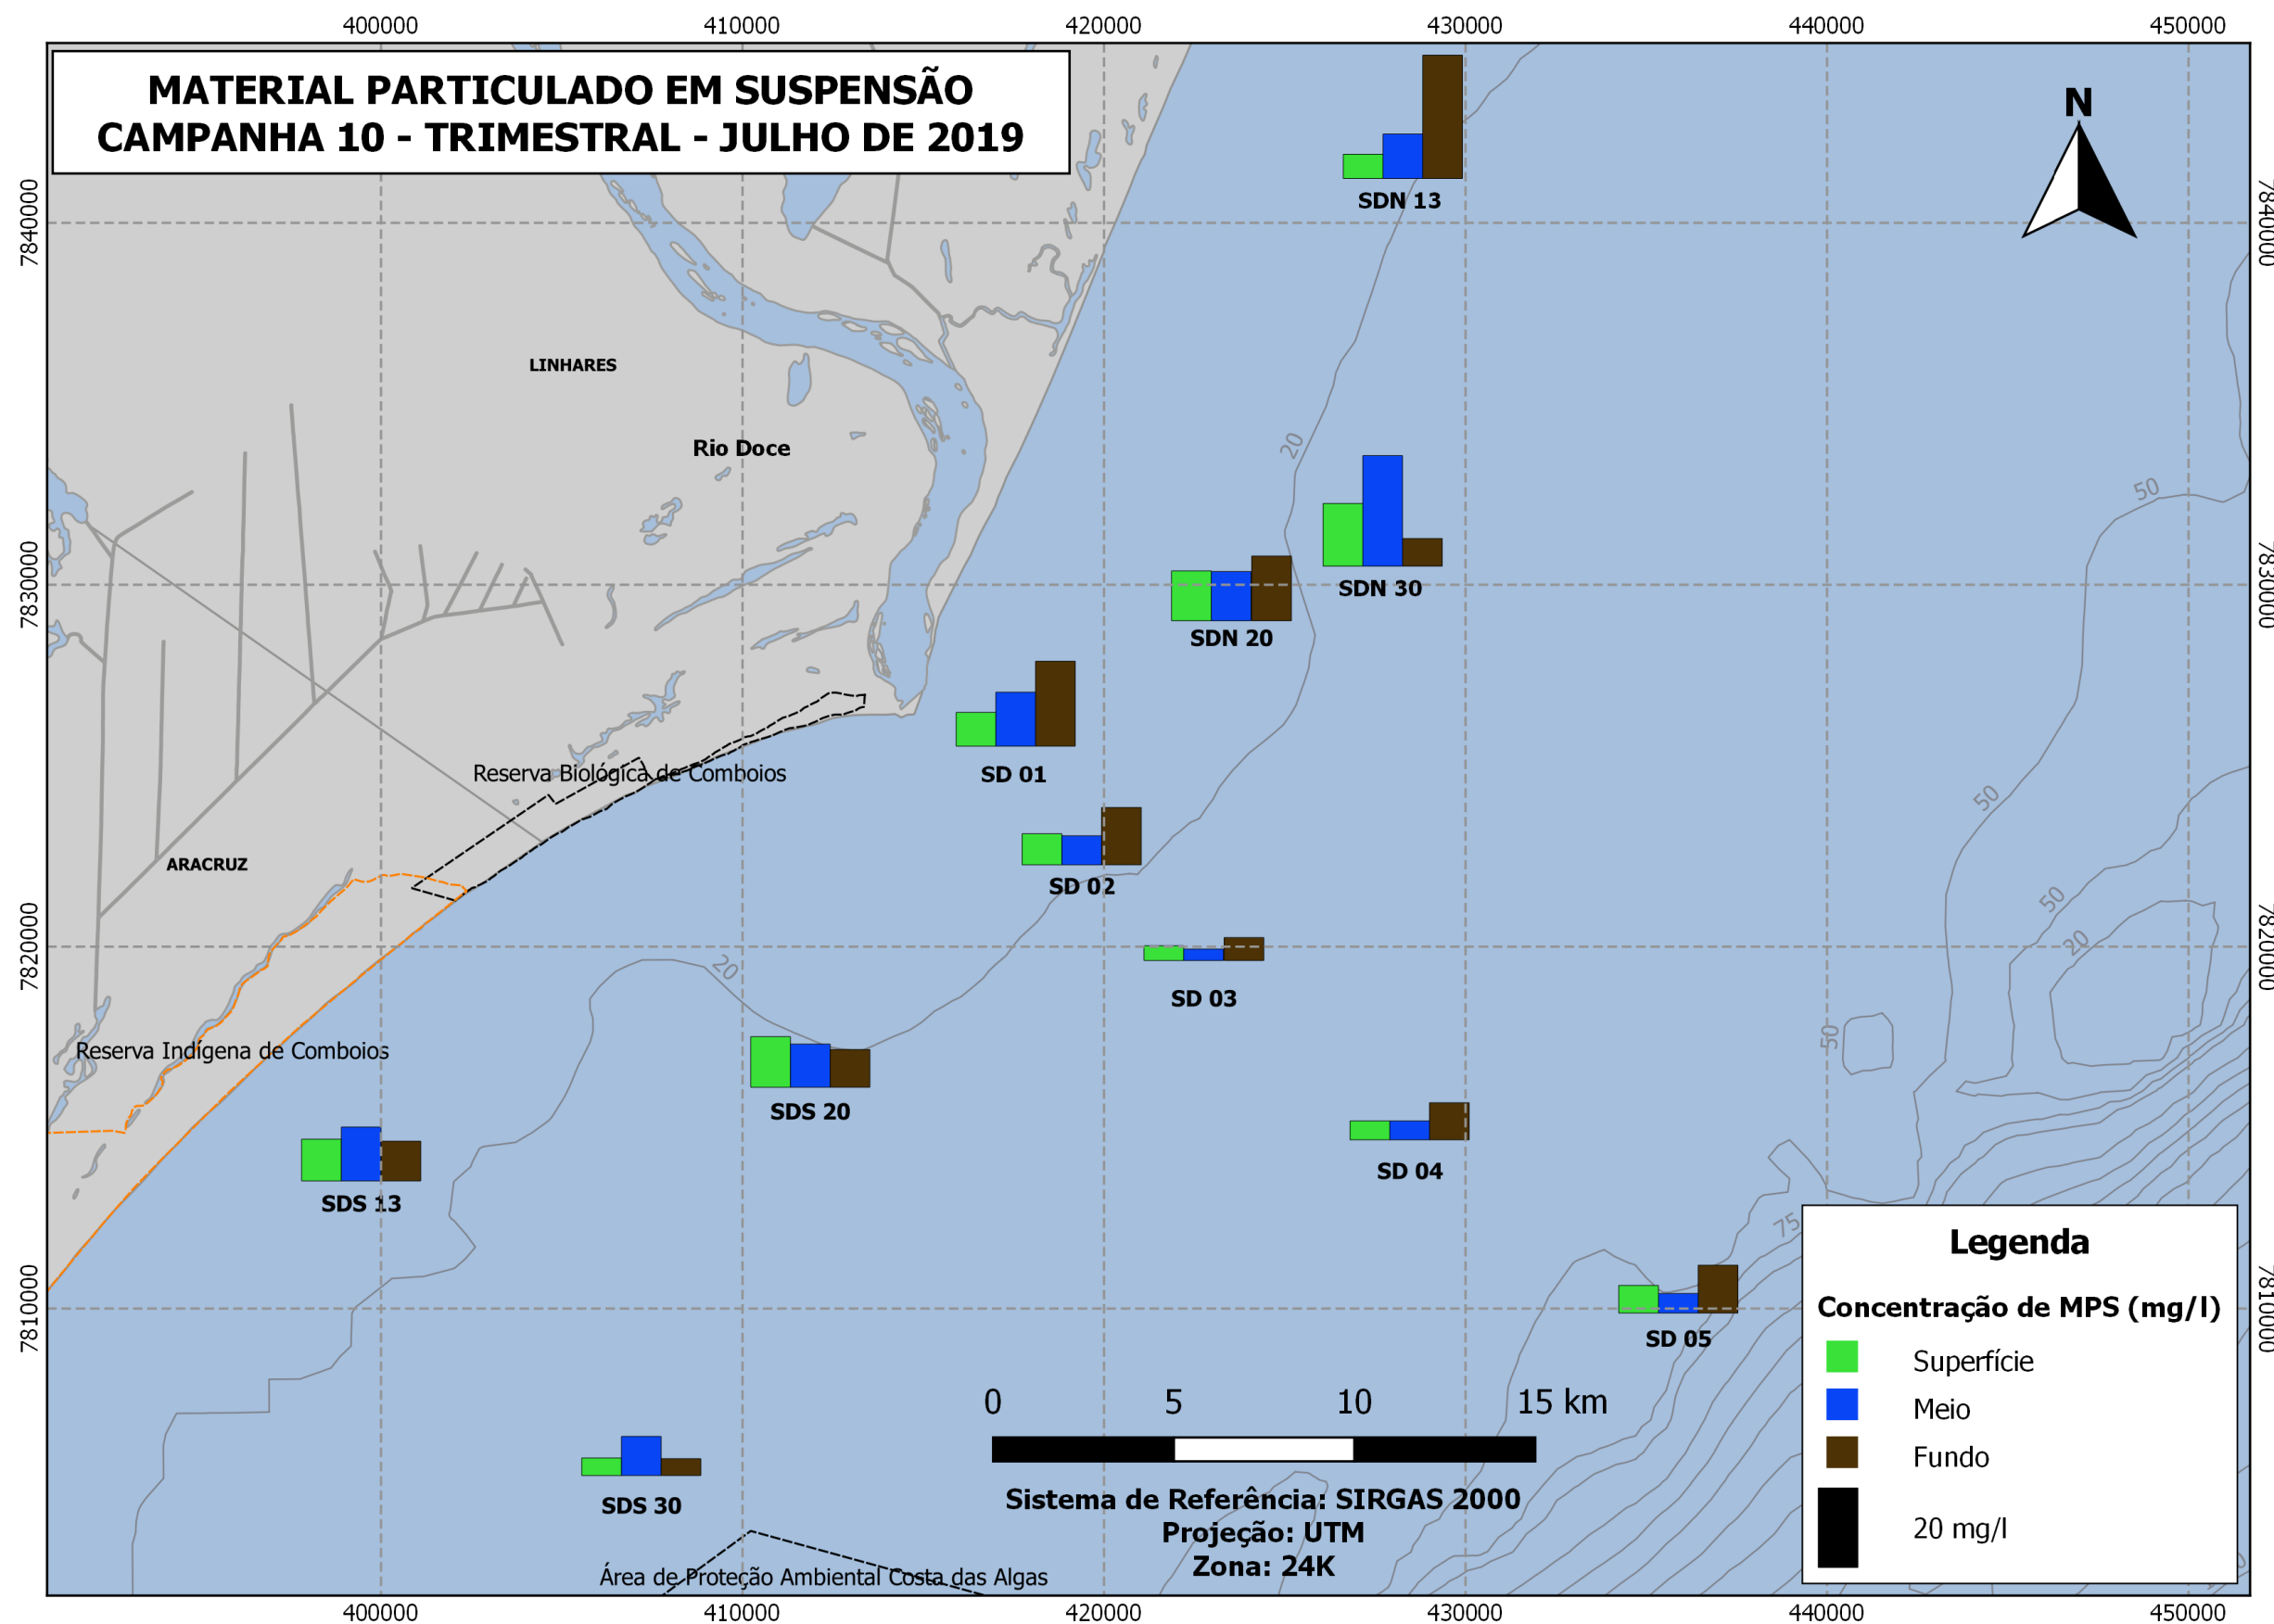 400000 410000 420000 430000 440000 450000
MATERIAL PARTICULADO EM SUSPENSÃO
CAMPANHA 10 - TRIMESTRAL - JULHO DE 2019
N
SDN 13
7840000
7840000
LINHARES
Rio Doce
20
50
SDN 30
7830000
7830000
SDN 20
SD 01
Reserva Biológica de Comboios
50
ARACRUZ
SD 02
50
7820000
7820000
20
20
SD 03
50
Reserva Indígena de Comboios
SDS 20
SD 04
SDS 13
75
Legenda
Concentração de MPS (mg/l)
Superfície
Meio
Fundo
20 mg/l
7810000
7810000
SD 05
0 5 10 15 km
Sistema de Referência: SIRGAS 2000
Projeção: UTM
Zona: 24K
SDS 30
Área de Proteção Ambiental Costa das Algas
400000 410000 420000 430000 440000 450000